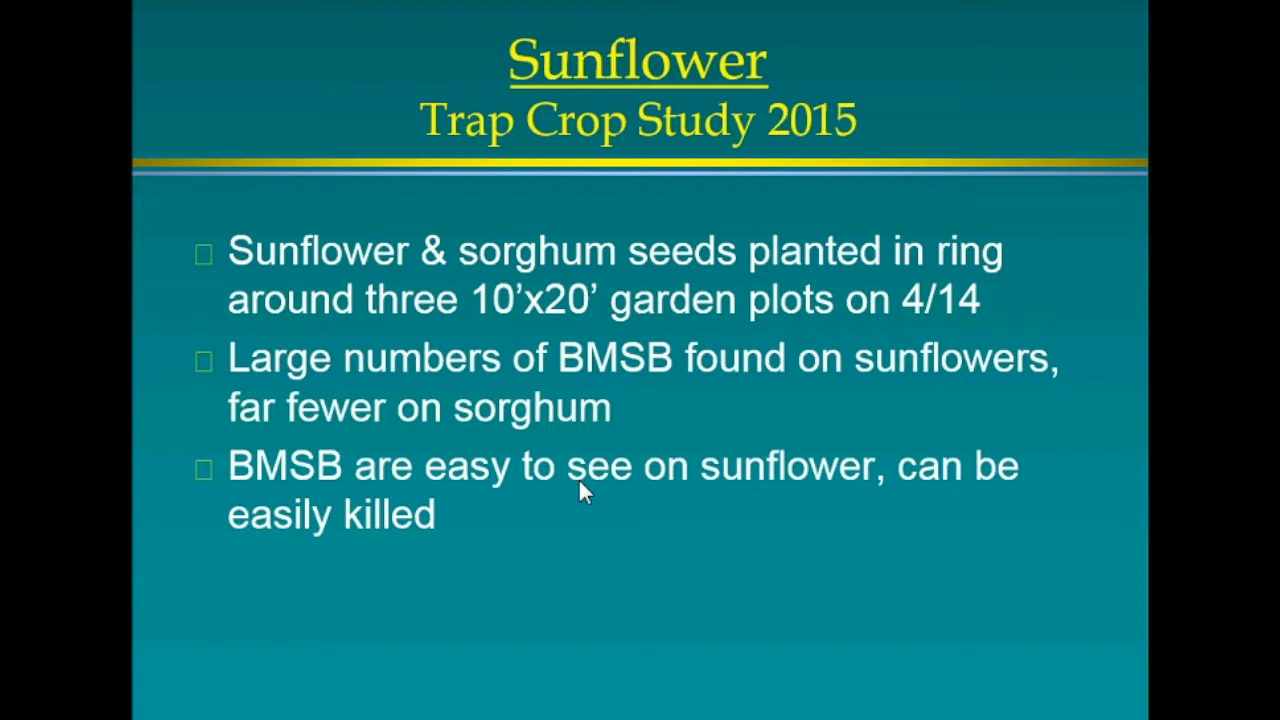 Sunflower
Trap Crop Study 2015
Sunflower & sorghum seeds planted in ring
around three 10’x20’ garden plots on 4/14
Large numbers of BMSB found on sunflowers,
far fewer on sorghum
BMSB are easy to see on sunflower, can be
easily killed